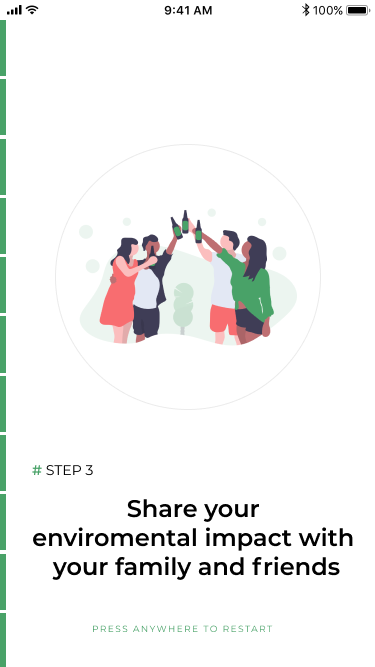 9:41 AM 100%
# STEP 3
Share your
enviromental impact with
your family and friends
PRESS ANYWHERE TO RESTART